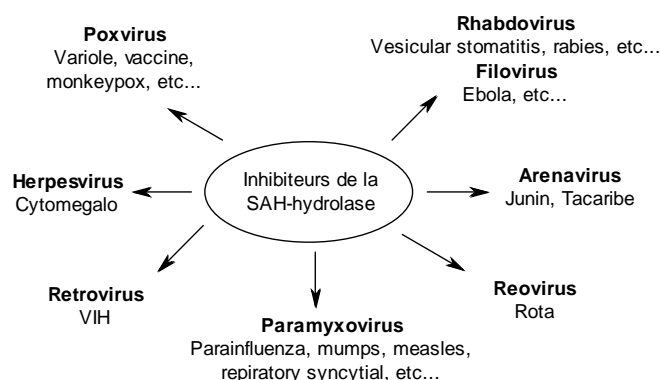 Poxvirus
Variole, vaccine,
monkeypox, etc...
Rhabdovirus
Vesicular stomatitis, rabies, etc...
Filovirus
Ebola, etc...
Herpesvirus
Cytomegalo
Inhibiteurs de la
SAH-hydrolase
Arenavirus
Junin, Tacaribe
Retrovirus
VIH
Paramyxovirus
Parainfluenza, mumps, measles,
repiratory syncytial, etc...
Reovirus
Rota